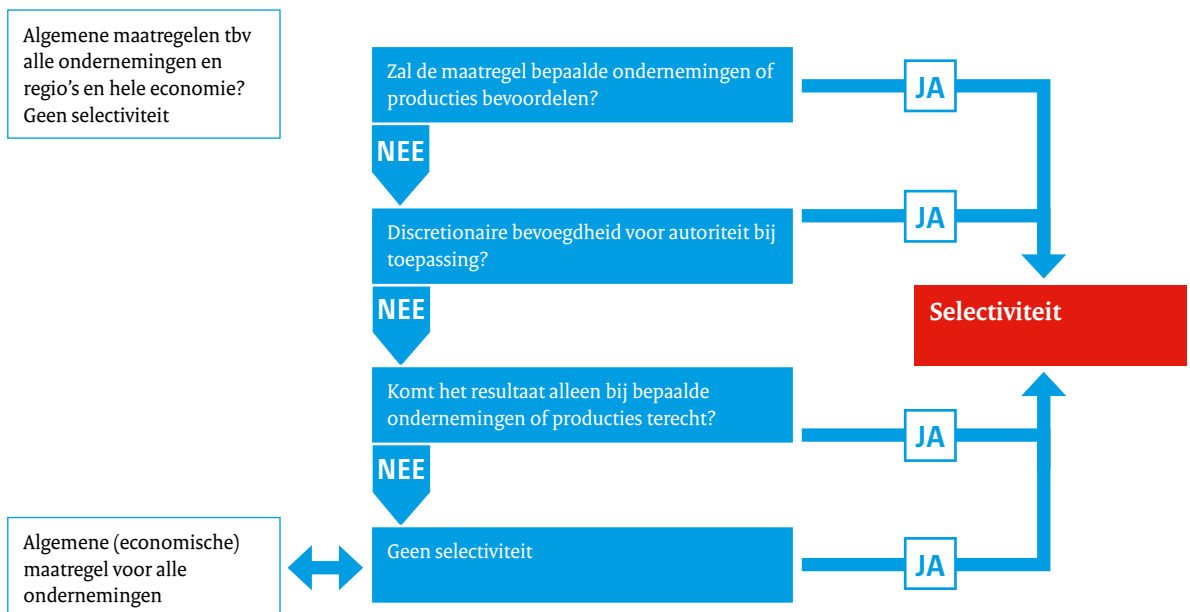 Algemene maatregelen tbv
alle ondernemingen en
regio's en hele economie?
Geen selectiviteit
Zal de maatregel bepaalde ondernemingen of
producties bevoordelen?
JA
NEE
Discretionaire bevoegdheid voor autoriteit bij
toepassing?
JA
NEE
Selectiviteit
Komt het resultaat alleen bij bepaalde
ondernemingen of producties terecht?
JA
NEE
Algemene (economische)
maatregel voor alle
ondernemingen
Geen selectiviteit
JA